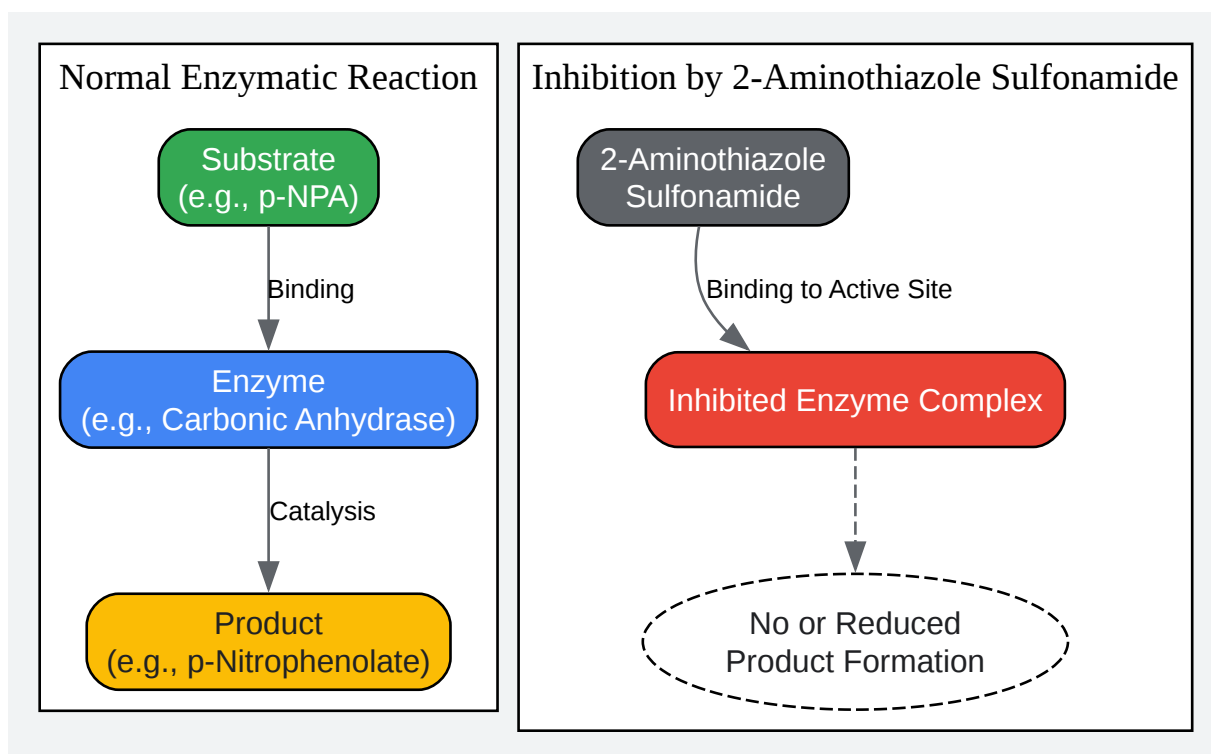 Normal Enzymatic Reaction
Substrate
(e.g., p-NPA)
Binding
Enzyme
(e.g., Carbonic Anhydrase)
Catalysis
Product
(e.g., p-Nitrophenolate)
Inhibition by 2-Aminothiazole Sulfonamide
2-Aminothiazole
Sulfonamide
Binding to Active Site
Inhibited Enzyme Complex
No or Reduced
Product Formation